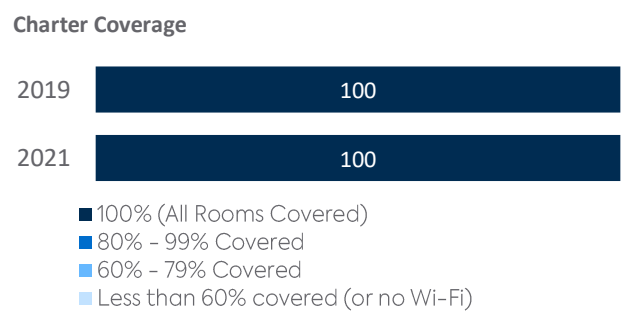 Charter Coverage
2019 100
2021 100
100% (All Rooms Covered)
80% - 99% Covered
60% - 79% Covered
Less than 60% covered (or no Wi-Fi)